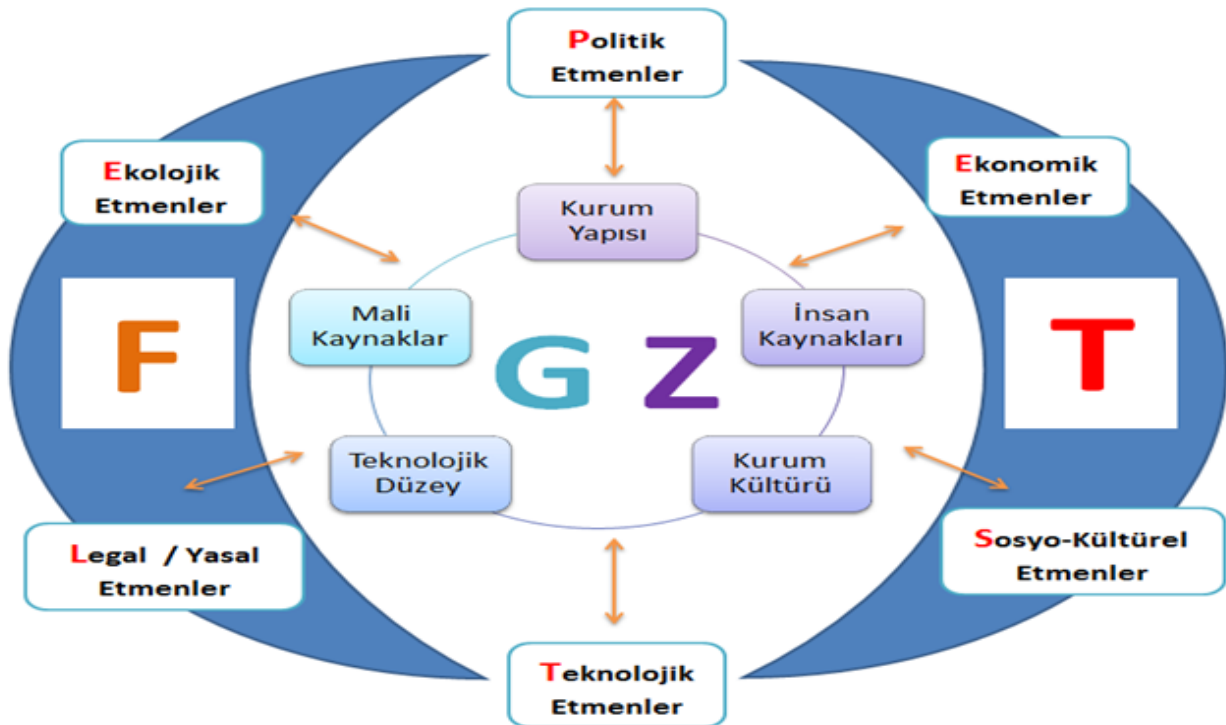 Politik
Etmenler
Ekolojik
Etmenler
Ekonomik
Etmenler
Kurum
Yapısı
Mali
Kaynaklar
İnsan
Kaynakları
F
G Z
T
Teknolojik
Düzey
Kurum
Kültürü
Legal / Yasal
Etmenler
Sosyo-Kültürel
Etmenler
Teknolojik
Etmenler